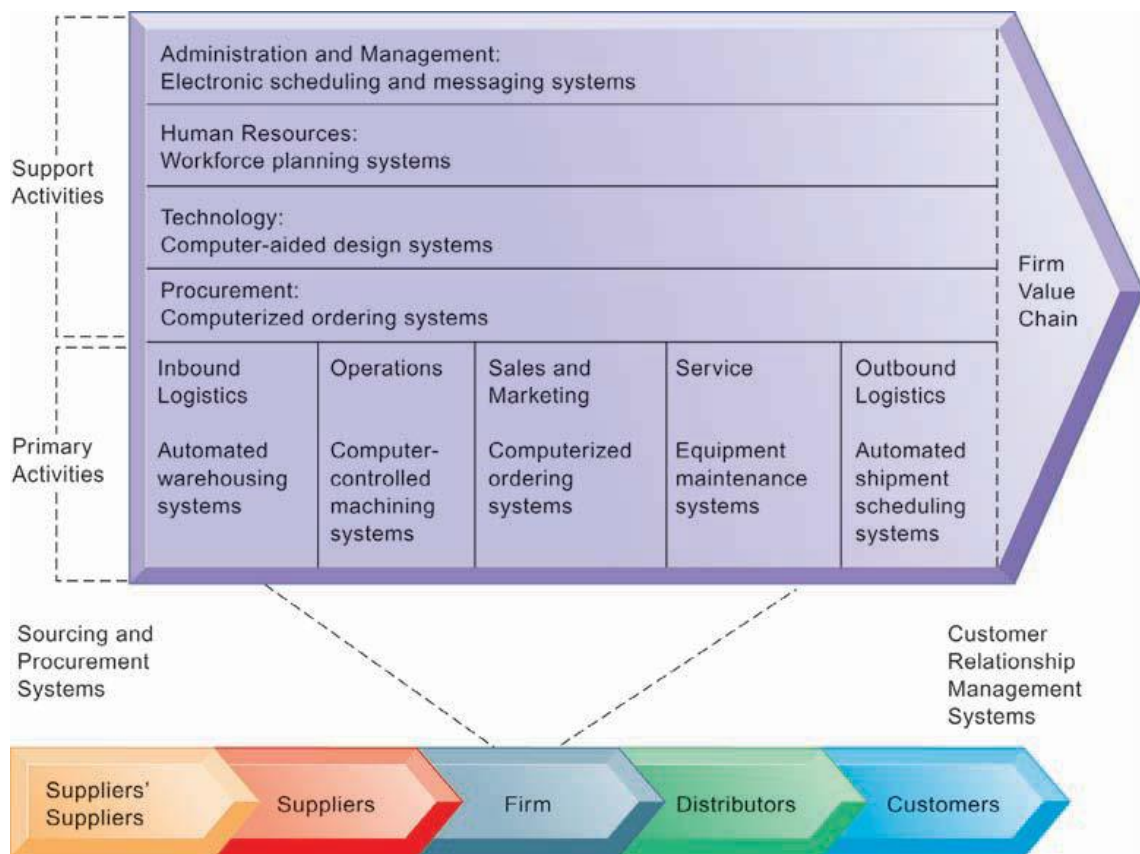 Administration and Management:
Electronic scheduling and messaging systems
Human Resources:
Workforce planning systems
Support
Activities
Technology:
Computer-aided design systems
Procurement:
Computerized ordering systems
Firm
Value
Chain
Primary
Activities
Inbound
Logistics
Automated
warehousing
systems
Operations
Computer-
controlled
machining
systems
Sales and
Marketing
Computerized
ordering
systems
Service
Equipment
maintenance
systems
Outbound
Logistics
Automated
shipment
scheduling
systems
Sourcing and
Procurement
Systems
Customer
Relationship
Management
Systems
Suppliers'
Suppliers
Suppliers
Firm
Distributors
Customers